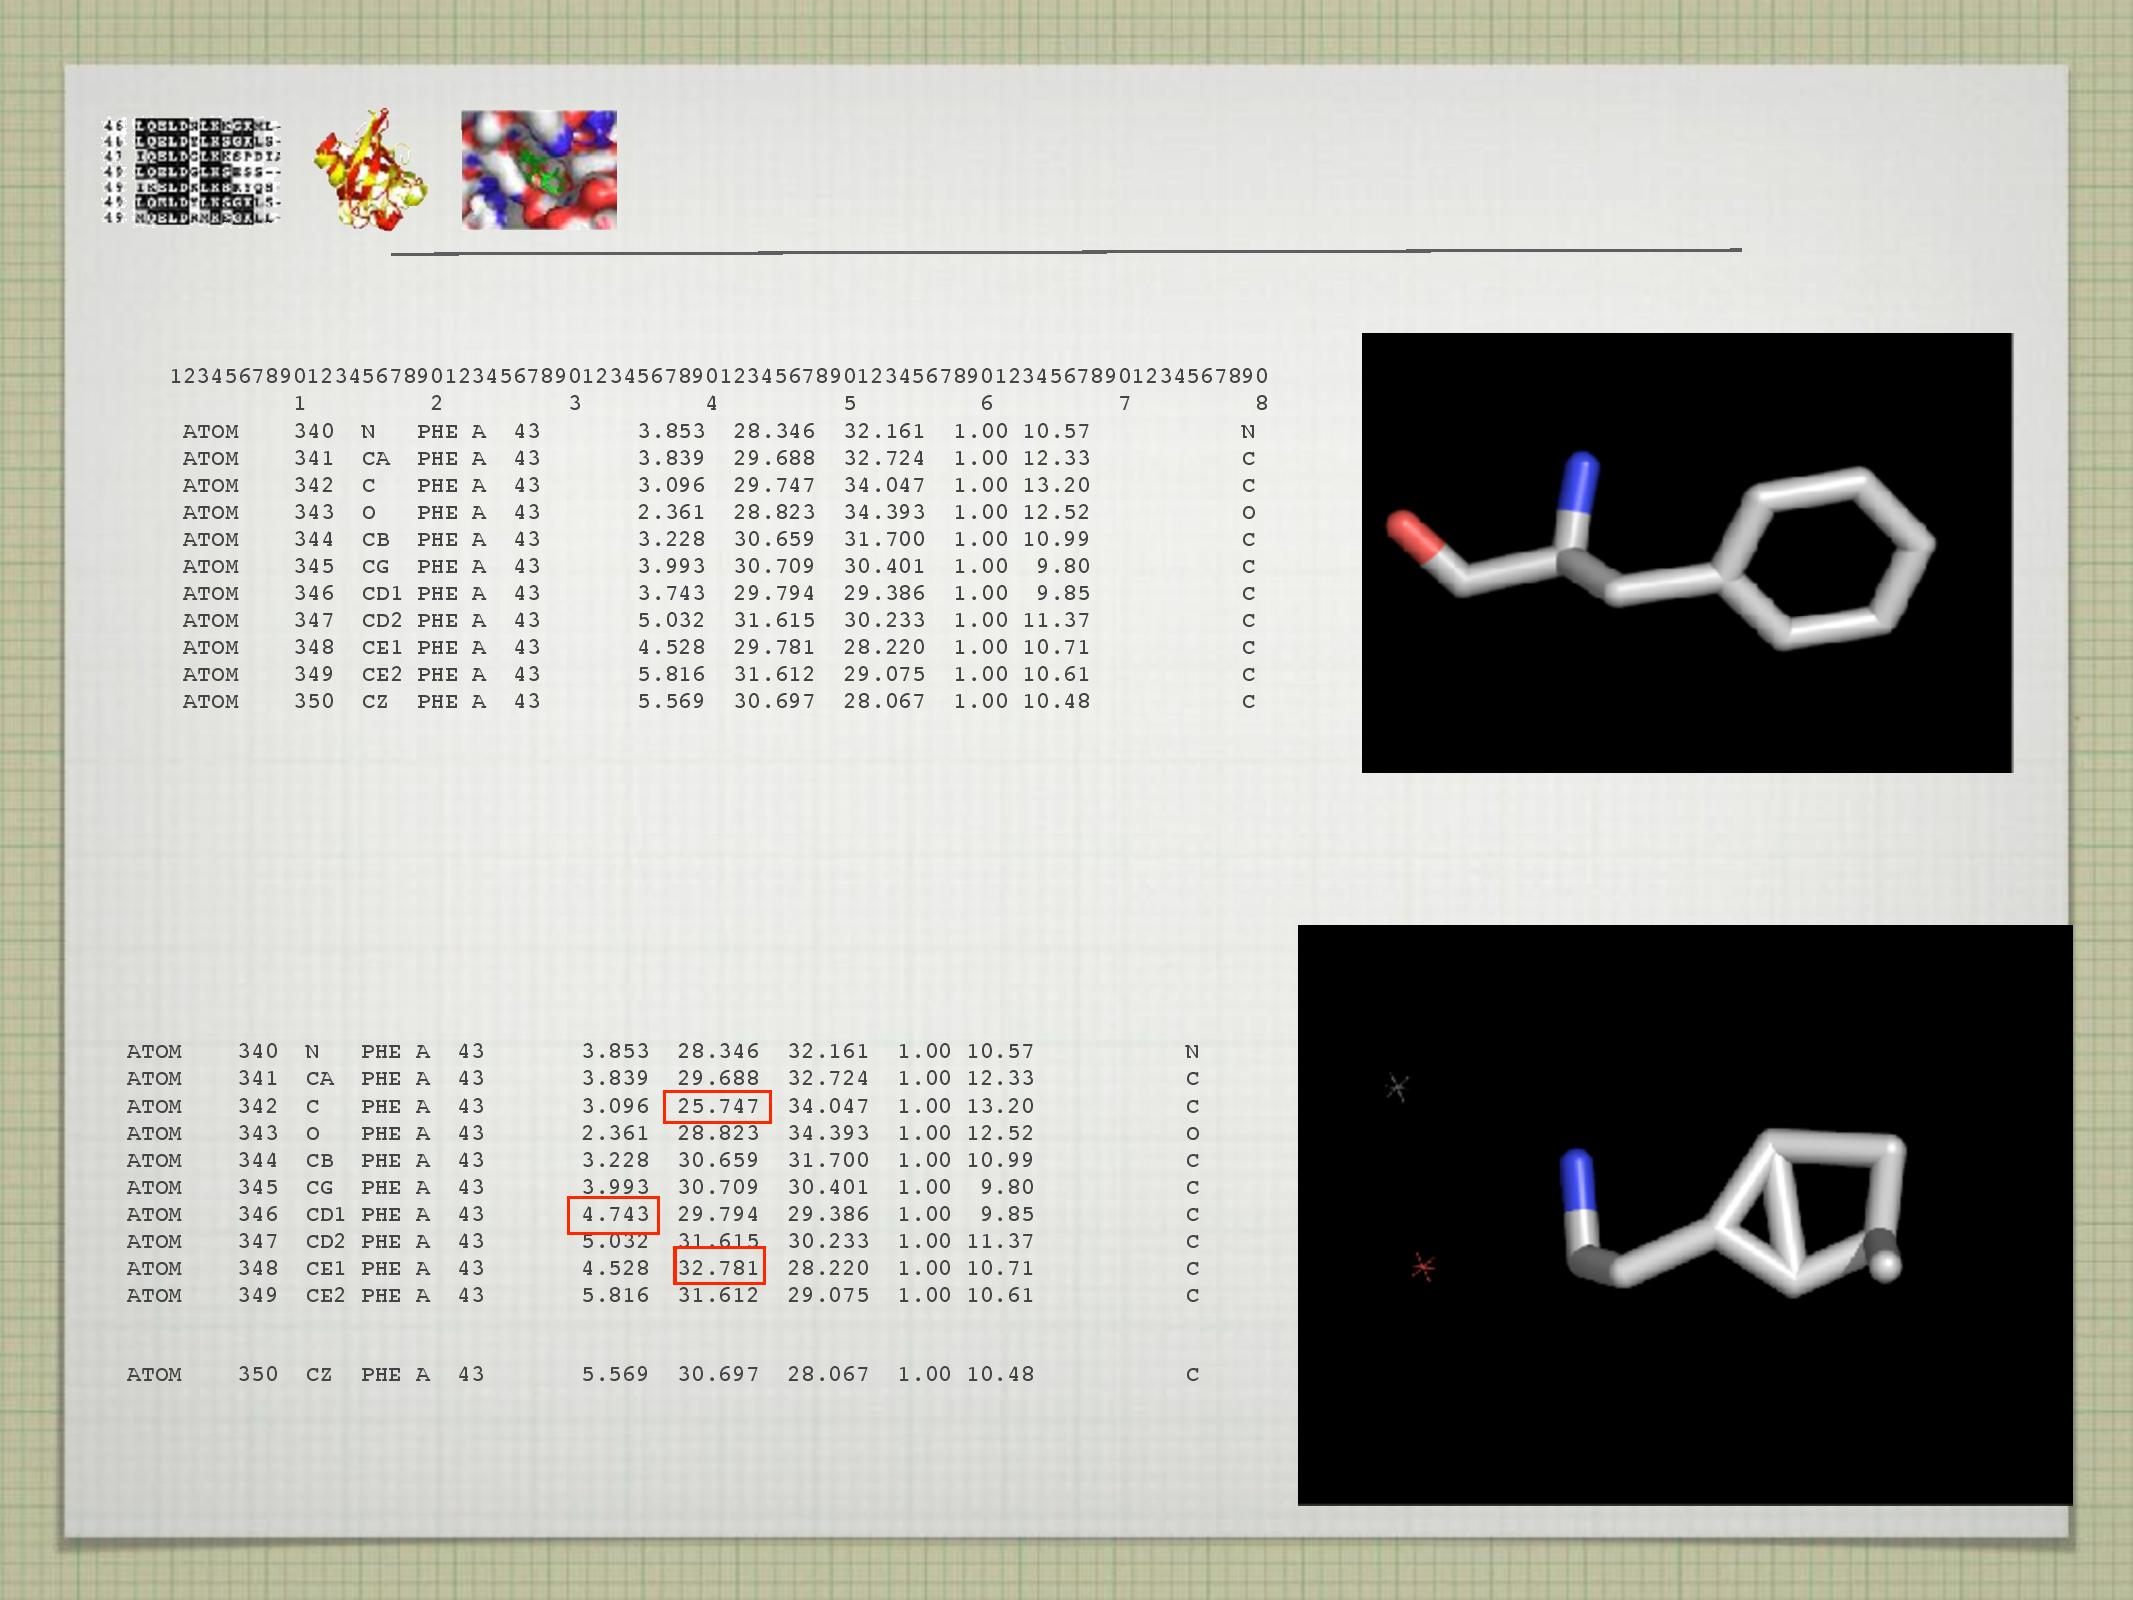 12345678901234567890123456789012345678901234567890123456789012345678901234567890
         1         2         3         4         5         6         7         8
ATOM    340  N   PHE A  43       3.853  28.346  32.161  1.00 10.57           N
ATOM    341  CA  PHE A  43       3.839  29.688  32.724  1.00 12.33           C
ATOM    342  C   PHE A  43       3.096  29.747  34.047  1.00 13.20           C
ATOM    343  O   PHE A  43       2.361  28.823  34.393  1.00 12.52           O
ATOM    344  CB  PHE A  43       3.228  30.659  31.700  1.00 10.99           C
ATOM    345  CG  PHE A  43       3.993  30.709  30.401  1.00  9.80           C
ATOM    346  CD1 PHE A  43       3.743  29.794  29.386  1.00  9.85           C
ATOM    347  CD2 PHE A  43       5.032  31.615  30.233  1.00 11.37           C
ATOM    348  CE1 PHE A  43       4.528  29.781  28.220  1.00 10.71           C
ATOM    349  CE2 PHE A  43       5.816  31.612  29.075  1.00 10.61           C
ATOM    350  CZ  PHE A  43       5.569  30.697  28.067  1.00 10.48           C
ATOM    340  N   PHE A  43       3.853  28.346  32.161  1.00 10.57           N
ATOM    341  CA  PHE A  43       3.839  29.688  32.724  1.00 12.33           C
ATOM    342  C   PHE A  43       3.096  25.747  34.047  1.00 13.20           C
ATOM    343  O   PHE A  43       2.361  28.823  34.393  1.00 12.52           O
ATOM    344  CB  PHE A  43       3.228  30.659  31.700  1.00 10.99           C
ATOM    345  CG  PHE A  43       3.993  30.709  30.401  1.00  9.80           C
ATOM    346  CD1 PHE A  43       4.743  29.794  29.386  1.00  9.85           C
ATOM    347  CD2 PHE A  43       5.032  31.615  30.233  1.00 11.37           C
ATOM    348  CE1 PHE A  43       4.528  32.781  28.220  1.00 10.71           C
ATOM    349  CE2 PHE A  43       5.816  31.612  29.075  1.00 10.61           C
ATOM    350  CZ  PHE A  43       5.569  30.697  28.067  1.00 10.48           C